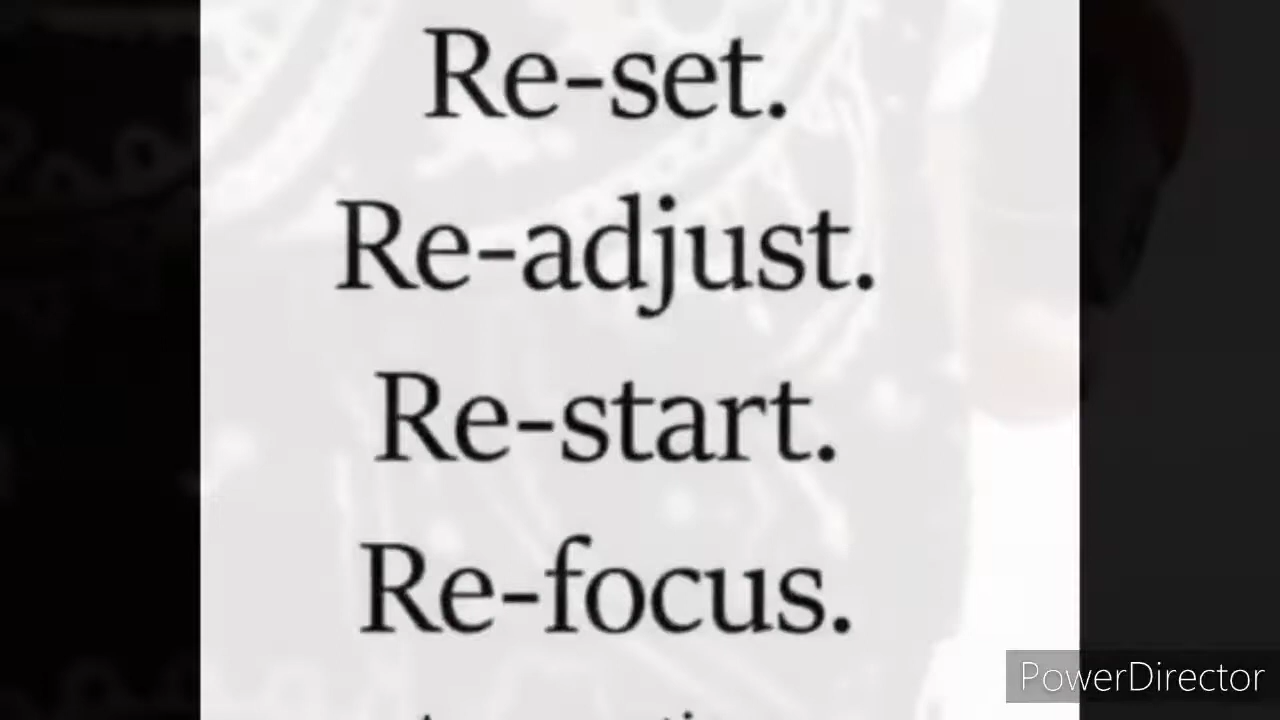 Re-set.
Re-adjust.
Re-start.
Re-focus.
PowerDirector